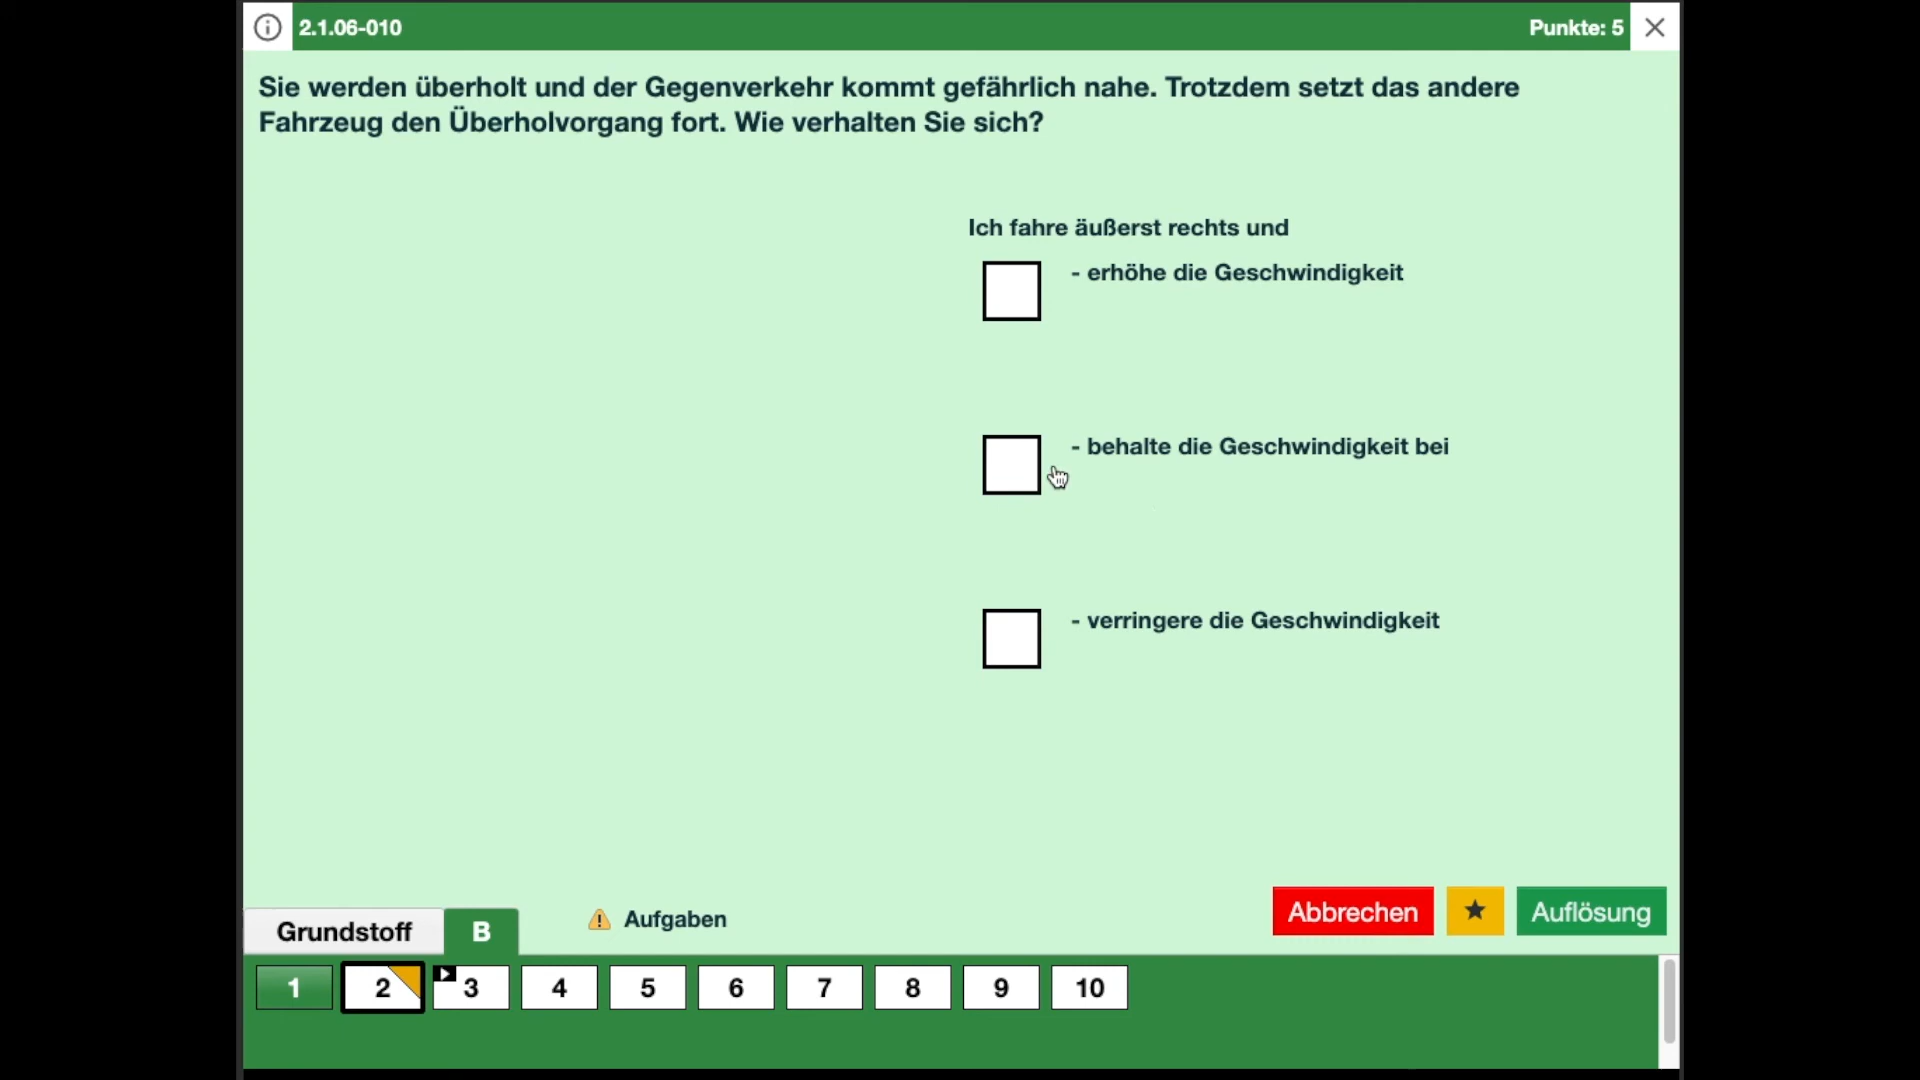 2.1.06-010
Punkte: 5
Sie werden überholt und der Gegenverkehr kommt gefährlich nahe. Trotzdem setzt das andere
Fahrzeug den Überholvorgang fort. Wie verhalten Sie sich?
Ich fahre äußerst rechts und
- erhöhe die Geschwindigkeit
- behalte die Geschwindigkeit bei
- verringere die Geschwindigkeit
Abbrechen
Auflösung
Grundstoff
B
Aufgaben
1 2 3 4 5 6 7 8 9 10